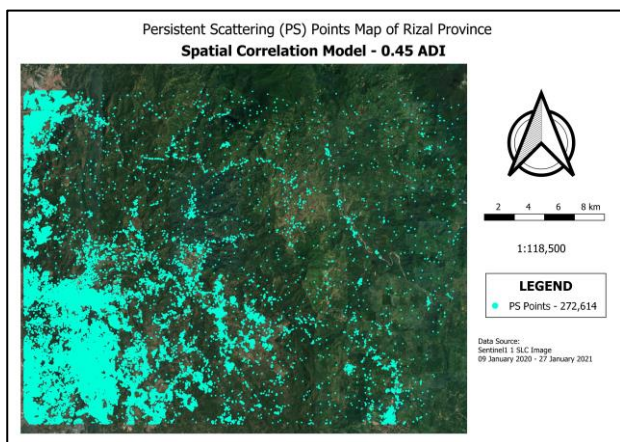 Persistent Scattering (PS) Points Map of Rizal Province
Spatial Correlation Model - 0.45 ADI
2 4 6 8 km
1:118,500
LEGEND
PS Points - 272,614
Data Source:
Sentinel1 1 SLC Image
09 January 2020 - 27 January 2021